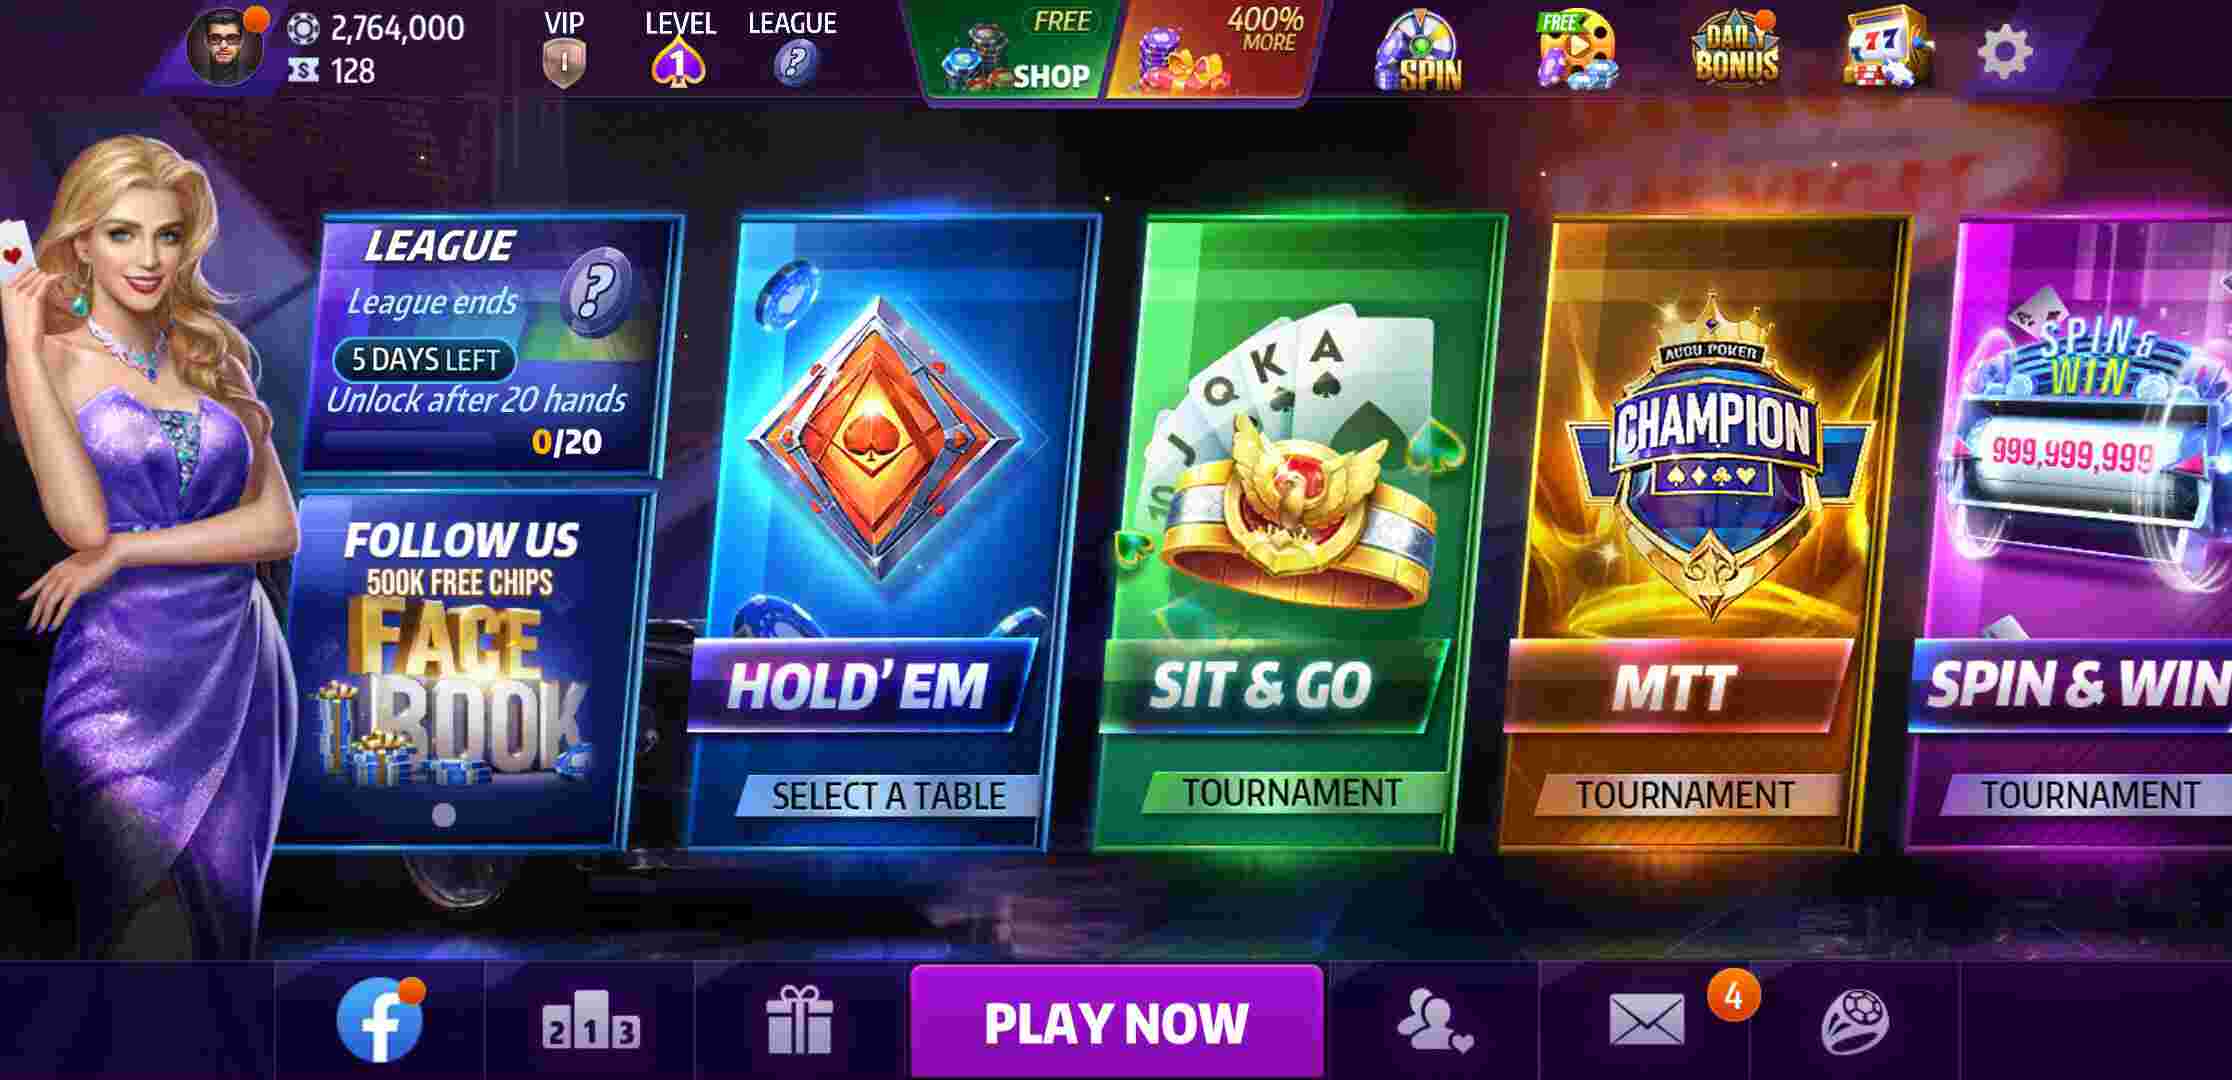 2,764,000
128
VIP
1
LEVEL
1
LEAGUE
?
FREE
SHOP
400%
MORE
SPIN
FREE
DAILY
BONUS
77
LEAGUE
League ends
?
5 DAYS LEFT
Unlock after 20 hands
0/20
FOLLOW US
500K FREE CHIPS
FACE
BOOK
HOLD'EM
SELECT A TABLE
10 J Q K A
SIT & GO
TOURNAMENT
CHAMPION
MTT
TOURNAMENT
SPIN &
WIN
999,999,999
SPIN & WIN
TOURNAMENT
f
2 1 3
PLAY NOW
4